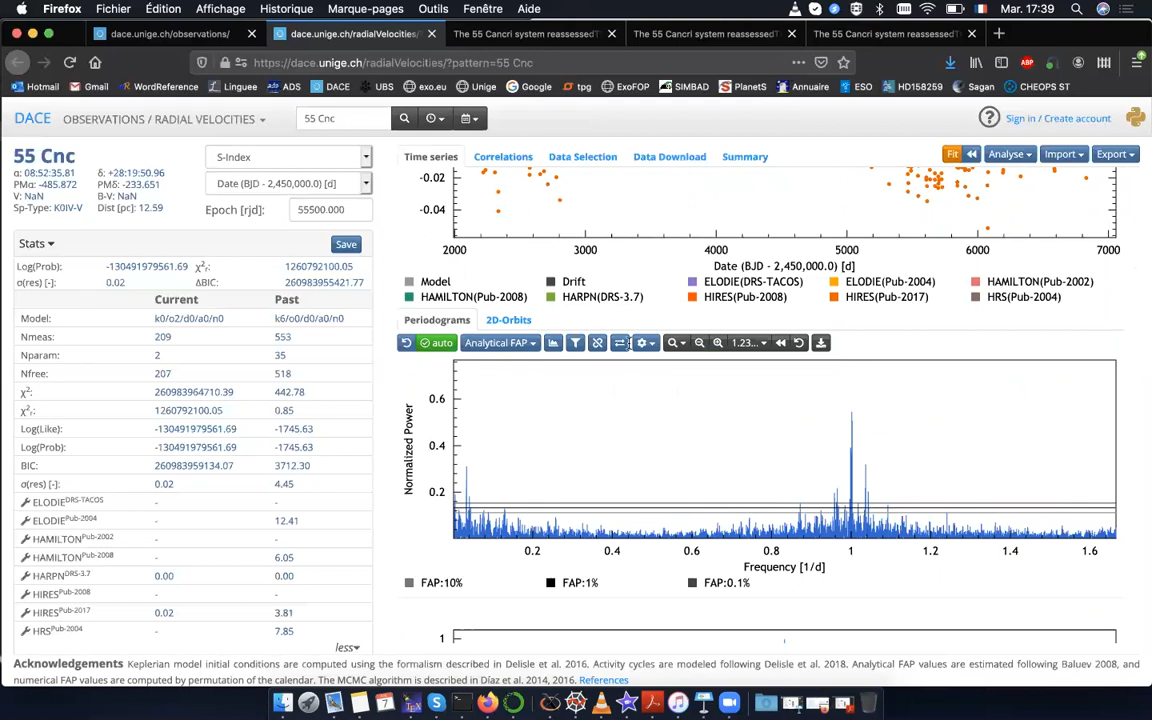 Firefox Fichier Édition Affichage Historique Marque-pages Outils Fenêtre Aide Mar. 17:39
dace.unige.ch/observations/ dace.unige.ch/radialVelocities/ The 55 Cancri system reassessed The 55 Cancri system reassessed The 55 Cancri system reassessed
https://dace.unige.ch/radialVelocities/?pattern=55 Cnc
Hotmail Gmail WordReference Linguee ADS DACE UBS exo.eu Unige Google tpg ExoFOP SIMBAD PlanetS Annuaire ESO HD158259 Sagan CHEOPS ST
DACE OBSERVATIONS / RADIAL VELOCITIES 55 Cnc Sign in / Create account
55 Cnc
α: 08:52:35.81 δ: +28:19:50.96
PMα: -485.872 PMδ: -233.651
V: NaN B-V: NaN
Sp-Type: K0IV-V Dist [pc]: 12.59
S-Index
Date (BJD - 2,450,000.0) [d]
Epoch [rjd]: 55500.000
Stats Save
Log(Prob): -130491979561.69 χ²ᵣ: 1260792100.05
σ(res) [-]: 0.02 ΔBIC: 260983955421.77
Current Past
Model: k0/o2/d0/a0/n0 k6/o0/d0/a0/n0
Nmeas: 209 553
Nparam: 2 35
Nfree: 207 518
χ²: 260983964710.39 442.78
χ²ᵣ: 1260792100.05 0.85
Log(Like): -130491979561.69 -1745.63
Log(Prob): -130491979561.69 -1745.63
BIC: 260983959134.07 3712.30
σ(res) [-]: 0.02 4.45
ELODIE DRS-TACOS - -
ELODIE Pub-2004 - 12.41
HAMILTON Pub-2002 - -
HAMILTON Pub-2008 - 6.05
HARPN DRS-3.7 0.00 0.00
HIRES Pub-2008 - -
HIRES Pub-2017 0.02 3.81
HRS Pub-2004 - 7.85
less
Time series Correlations Data Selection Data Download Summary Fit Analyse Import Export
-0.02
-0.04
2000 3000 4000 5000 6000 7000
Date (BJD - 2,450,000.0) [d]
Model Drift ELODIE(DRS-TACOS) ELODIE(Pub-2004) HAMILTON(Pub-2002)
HAMILTON(Pub-2008) HARPN(DRS-3.7) HIRES(Pub-2008) HIRES(Pub-2017) HRS(Pub-2004)
Periodograms 2D-Orbits
auto Analytical FAP 1.23...
Normalized Power
0.6
0.4
0.2
0.2 0.4 0.6 0.8 1 1.2 1.4 1.6
Frequency [1/d]
FAP:10% FAP:1% FAP:0.1%
1
Acknowledgements Keplerian model initial conditions are computed using the formalism described in Delisle et al. 2016. Activity cycles are modeled following Delisle et al. 2018. Analytical FAP values are estimated following Baluev 2008, and
numerical FAP values are computed by permutation of the calendar. The MCMC algorithm is described in Díaz et al. 2014, 2016. References